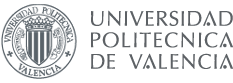 UNIVERSIDAD
POLITECNICA
DE VALENCIA